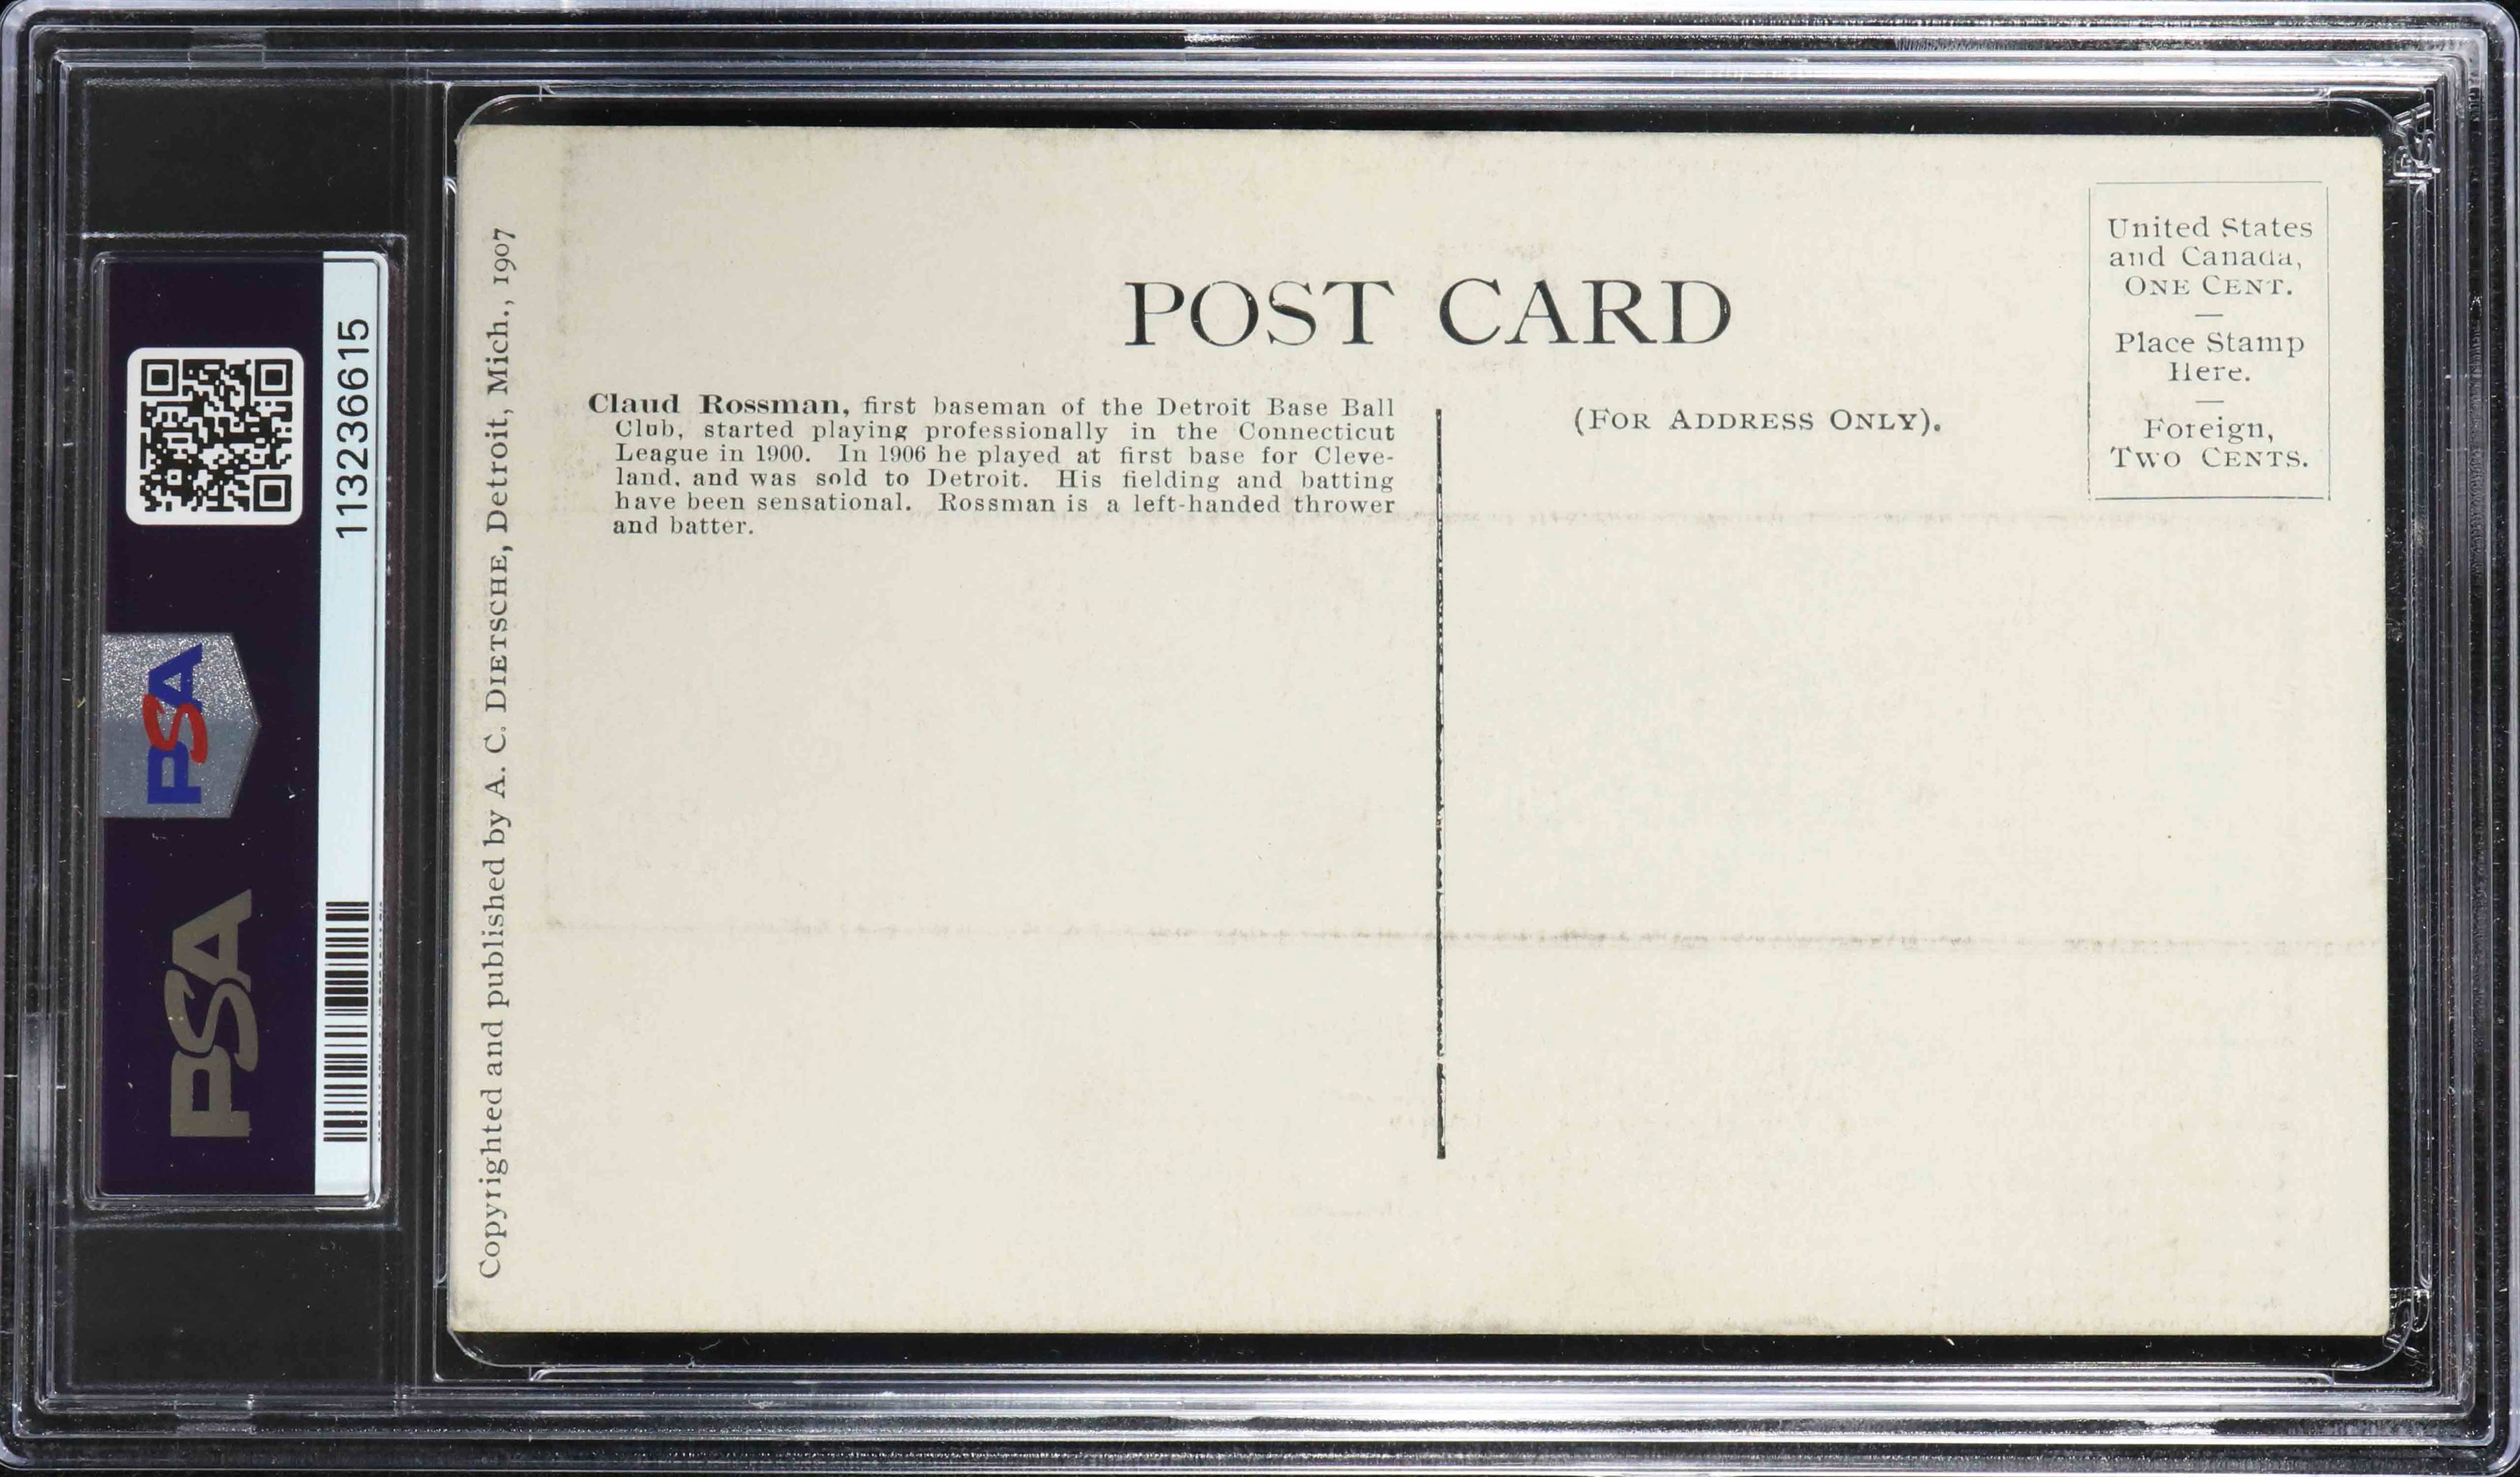 POST CARD
United States
and Canada,
ONE CENT.
Place Stamp
Here.
Foreign,
TWO CENTS.
Claud Rossman, first baseman of the Detroit Base Ball
Club, started playing professionally in the Connecticut
League in 1900. In 1906 he played at first base for Cleve-
land, and was sold to Detroit. His fielding and batting
have been sensational. Rossman is a left-handed thrower
and batter.
(FOR ADDRESS ONLY).
Copyrighted and published by A. C. DIETSCHE, Detroit, Mich., 1907
113236615
PSA
PSA
PSA